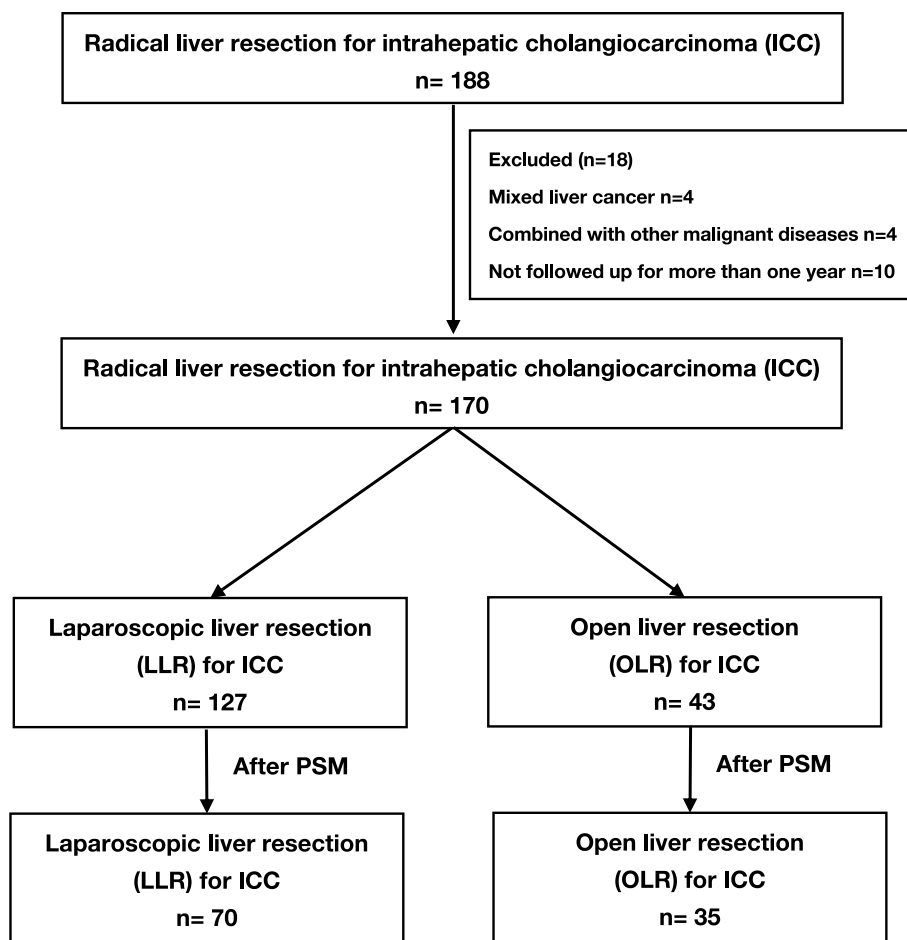 Radical liver resection for intrahepatic cholangiocarcinoma (ICC)
n= 188
Excluded (n=18)
Mixed liver cancer n=4
Combined with other malignant diseases n=4
Not followed up for more than one year n=10
Radical liver resection for intrahepatic cholangiocarcinoma (ICC)
n= 170
Laparoscopic liver resection
(LLR) for ICC
n= 127
Open liver resection
(OLR) for ICC
n= 43
After PSM
After PSM
Laparoscopic liver resection
(LLR) for ICC
n= 70
Open liver resection
(OLR) for ICC
n= 35